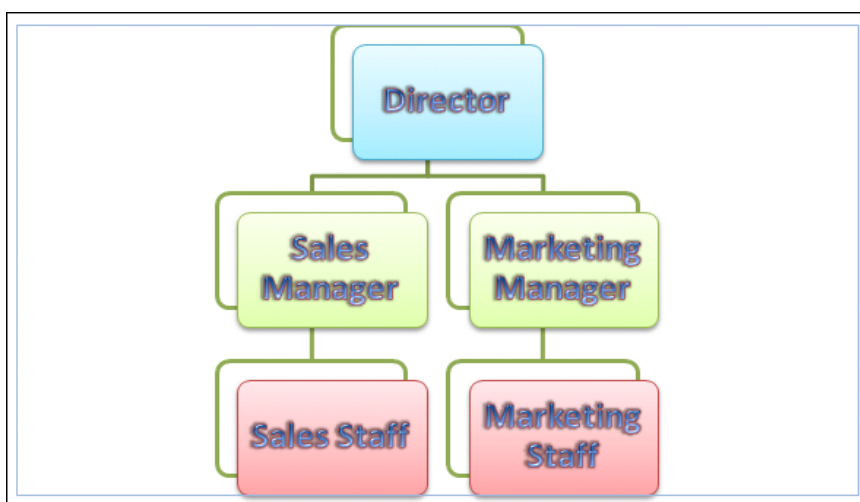 Director
Sales
Manager
Marketing
Manager
Sales Staff
Marketing
Staff